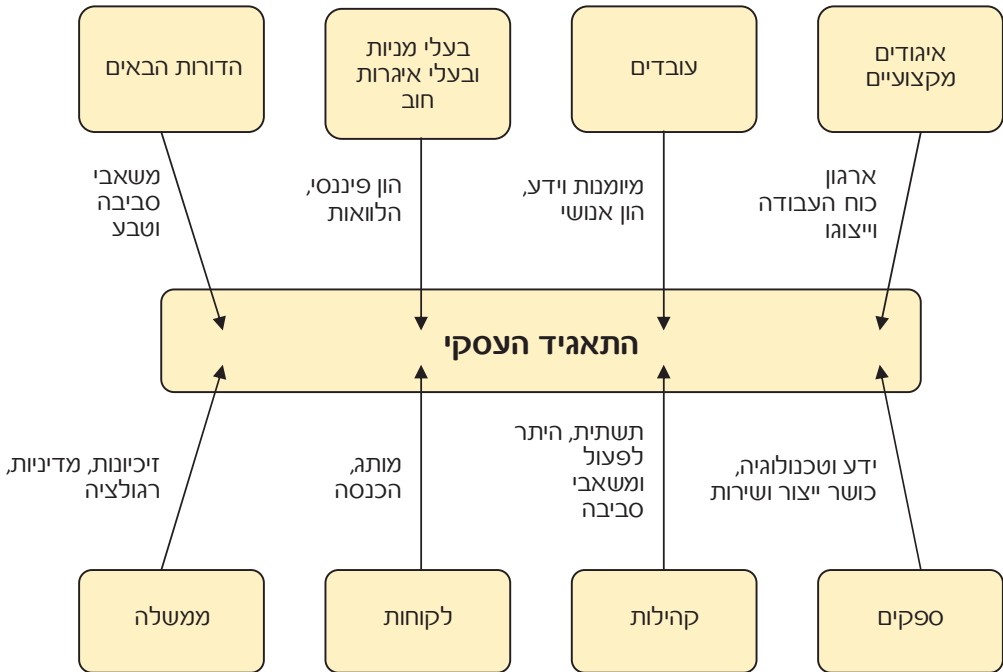 איגודים
מקצועיים
עובדים
בעלי מניות
ובעלי איגרות
חוב
הדורות הבאים
ארגון
כוח העבודה
וייצוגו
מיומנות וידע,
הון אנושי
הון פיננסי,
הלוואות
משאבי
סביבה
וטבע
התאגיד העסקי
ידע וטכנולוגיה,
כושר ייצור ושירות
תשתית, היתר
לפעול
ומשאבי
סביבה
מותג,
הכנסה
זיכיונות, מדיניות,
רגולציה
ספקים
קהילות
לקוחות
ממשלה